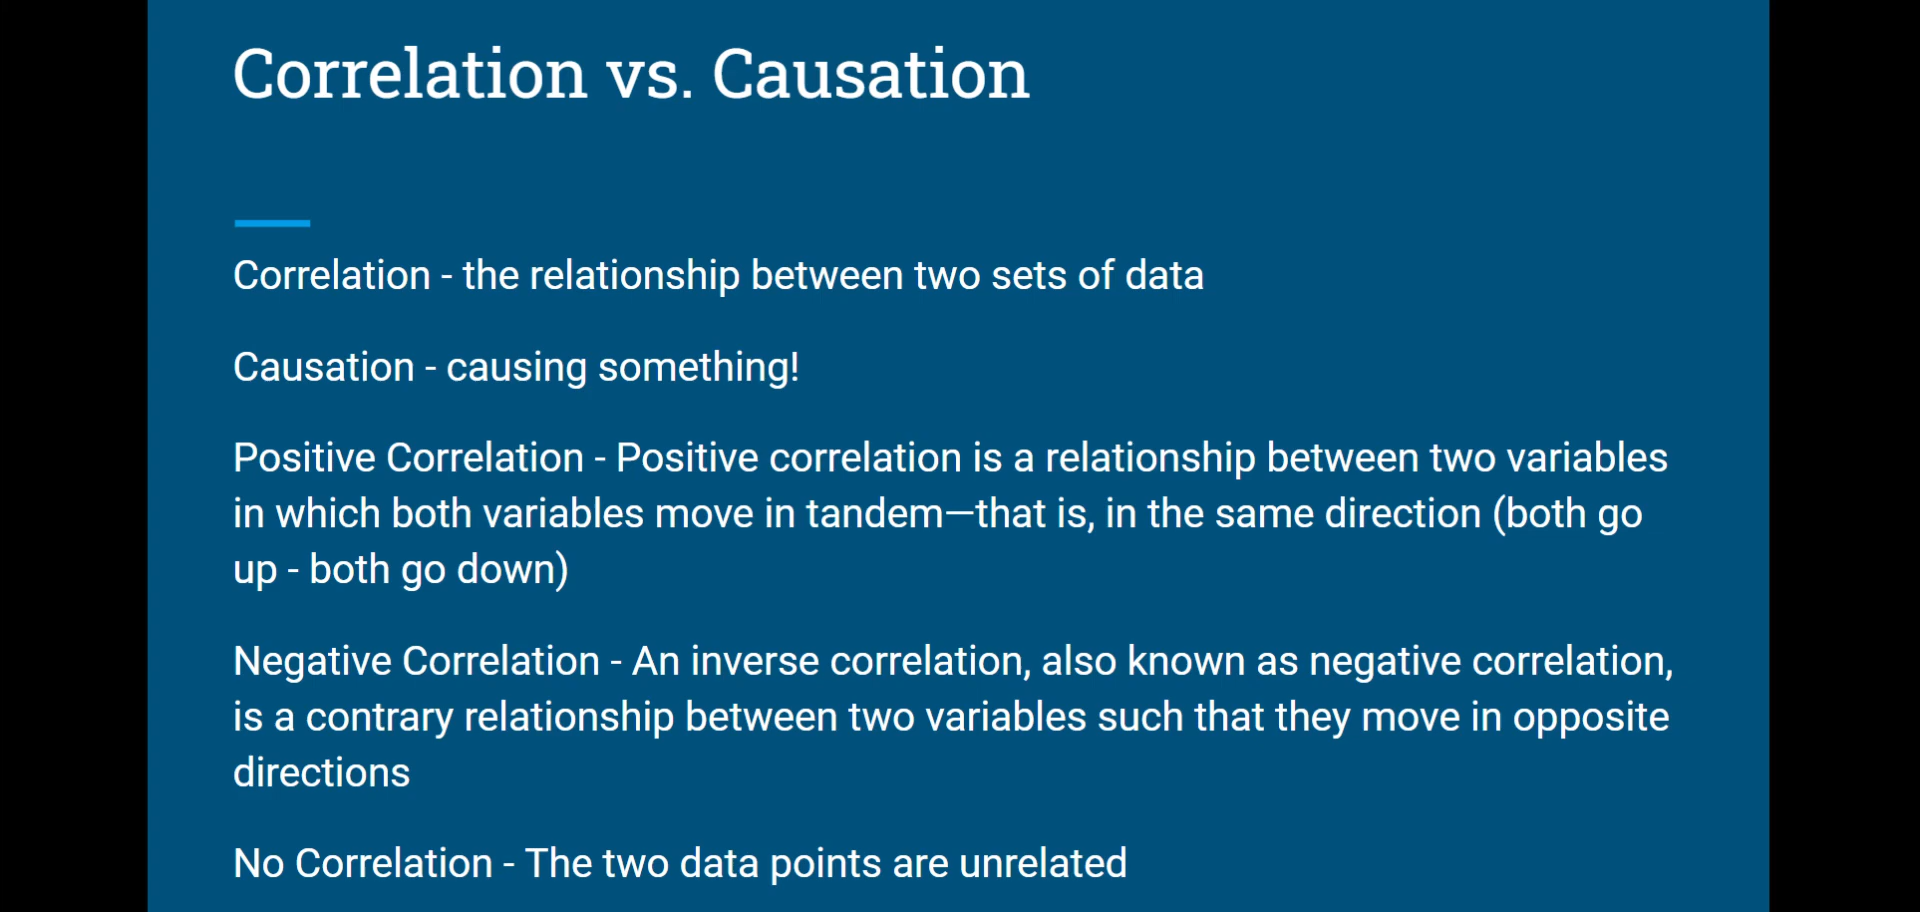 Correlation vs. Causation
Correlation - the relationship between two sets of data
Causation - causing something!
Positive Correlation - Positive correlation is a relationship between two variables
in which both variables move in tandem—that is, in the same direction (both go
up - both go down)
Negative Correlation - An inverse correlation, also known as negative correlation,
is a contrary relationship between two variables such that they move in opposite
directions
No Correlation - The two data points are unrelated